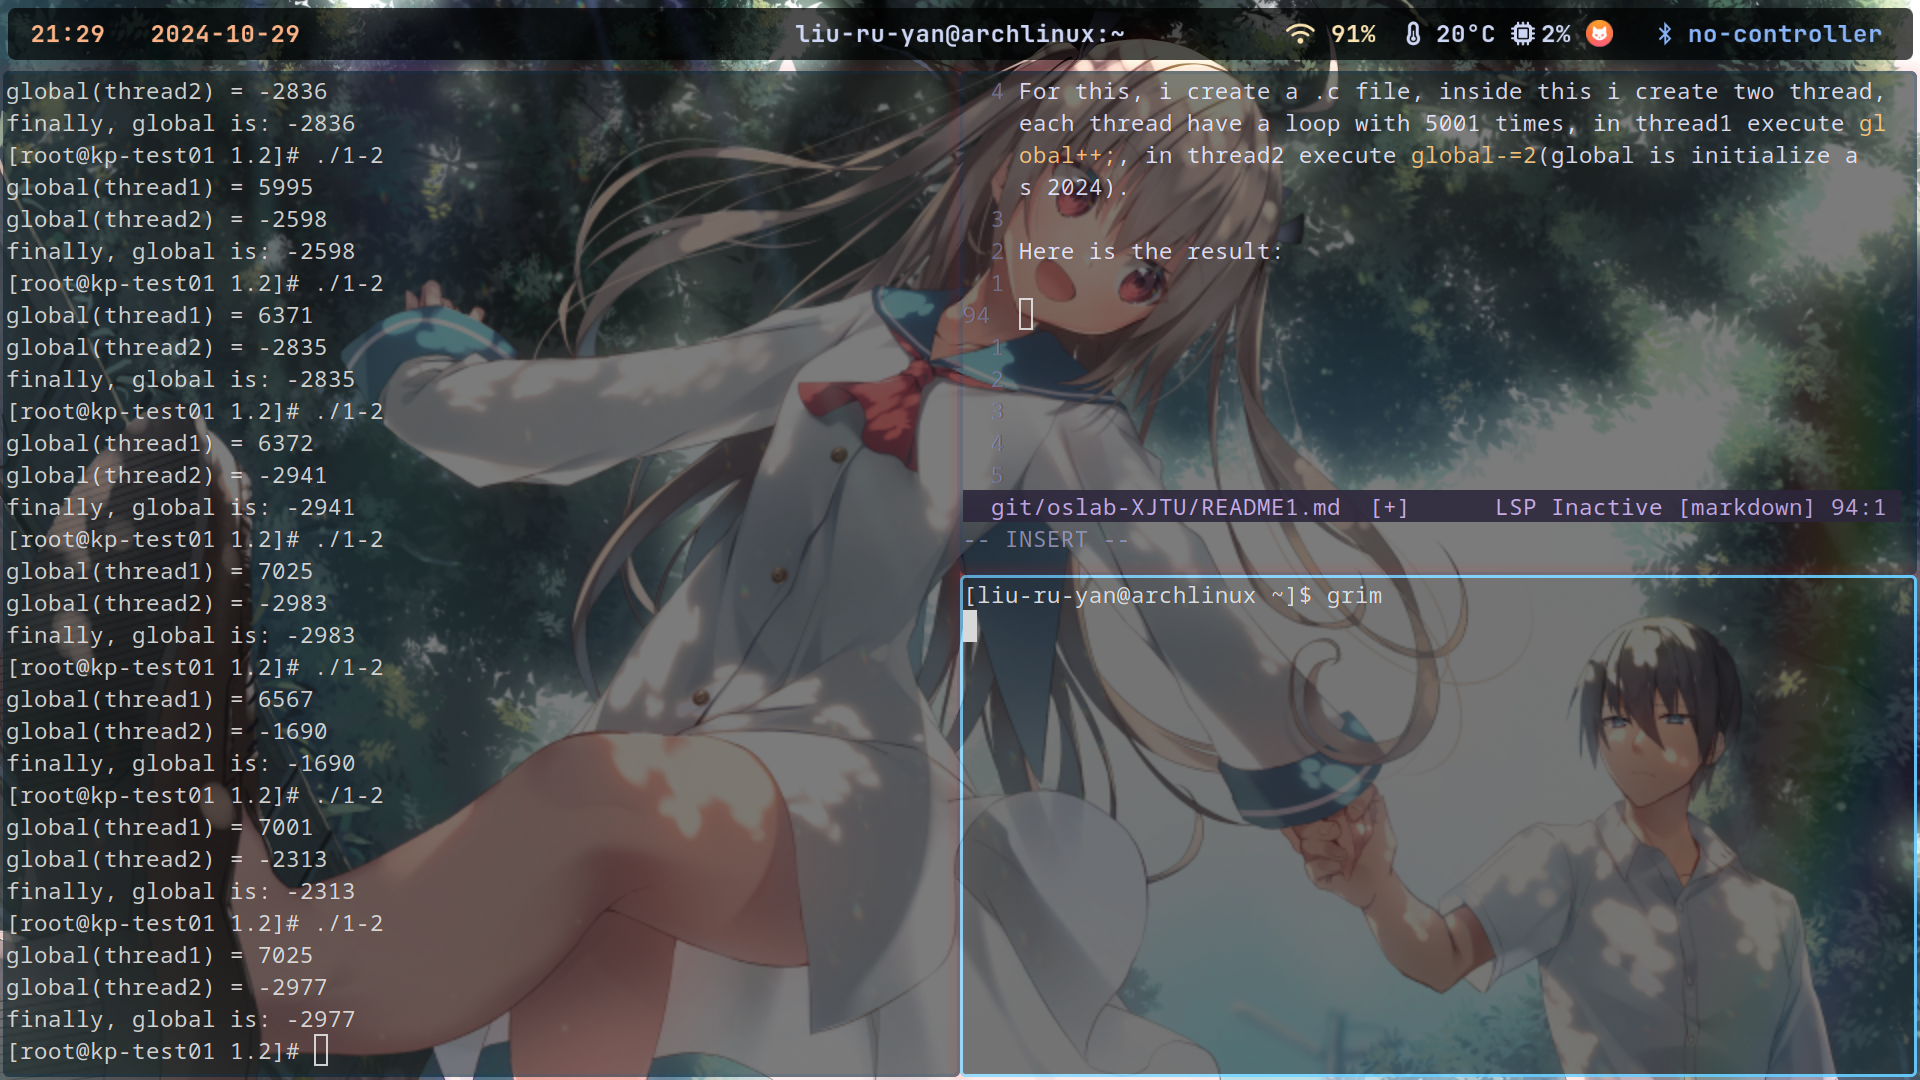 21:29 2024-10-29 liu-ru-yan@archlinux:~ 91% 20°C 2% no-controller
global(thread2) = -2836
finally, global is: -2836
[root@kp-test01 1.2]# ./1-2
global(thread1) = 5995
global(thread2) = -2598
finally, global is: -2598
[root@kp-test01 1.2]# ./1-2
global(thread1) = 6371
global(thread2) = -2835
finally, global is: -2835
[root@kp-test01 1.2]# ./1-2
global(thread1) = 6372
global(thread2) = -2941
finally, global is: -2941
[root@kp-test01 1.2]# ./1-2
global(thread1) = 7025
global(thread2) = -2983
finally, global is: -2983
[root@kp-test01 1.2]# ./1-2
global(thread1) = 6567
global(thread2) = -1690
finally, global is: -1690
[root@kp-test01 1.2]# ./1-2
global(thread1) = 7001
global(thread2) = -2313
finally, global is: -2313
[root@kp-test01 1.2]# ./1-2
global(thread1) = 7025
global(thread2) = -2977
finally, global is: -2977
[root@kp-test01 1.2]#
4 For this, i create a .c file, inside this i create two thread,
each thread have a loop with 5001 times, in thread1 execute gl
obal++;, in thread2 execute global-=2(global is initialize a
s 2024).
3
2 Here is the result:
1
94
1
2
3
4
5
git/oslab-XJTU/README1.md [+] LSP Inactive [markdown] 94:1
-- INSERT --
[liu-ru-yan@archlinux ~]$ grim